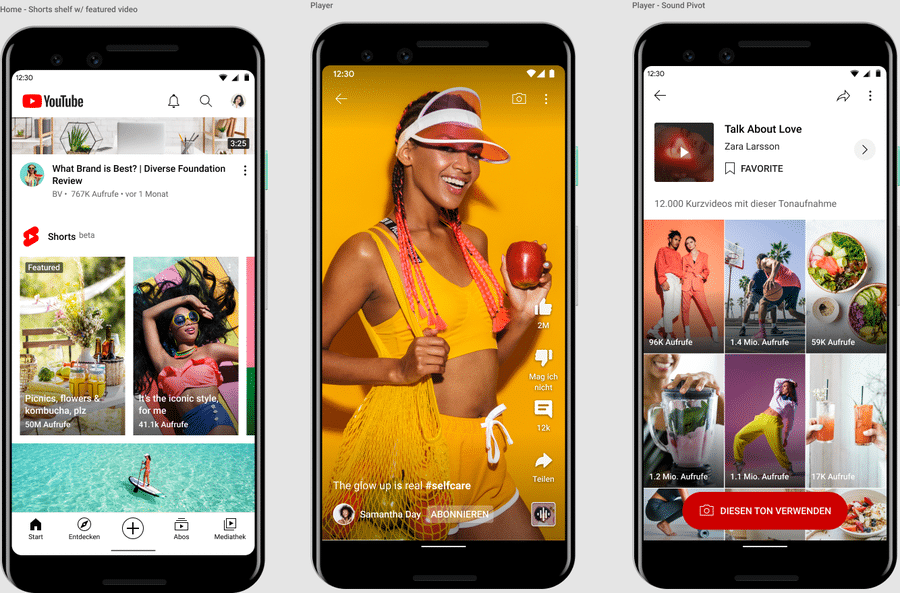 Home - Shorts shelf w/ featured video
12:30
YouTube
3:25
What Brand is Best? | Diverse Foundation
Review
BV • 767K Aufrufe • vor 1 Monat
Shorts beta
Featured
Picnics, flowers &
kombucha, plz
50M Aufrufe
It's the iconic style,
for me
41.1k Aufrufe
Start
Entdecken
Abos
Mediathek
Player
12:30
2M
Mag ich
nicht
12k
Teilen
The glow up is real #selfcare
Samantha Day
ABONNIEREN
Player - Sound Pivot
12:30
Talk About Love
Zara Larsson
FAVORITE
12.000 Kurzvideos mit dieser Tonaufnahme
96K Aufrufe
1.4 Mio. Aufrufe
59K Aufrufe
1.2 Mio. Aufrufe
1.1 Mio. Aufrufe
17K Aufrufe
DIESEN TON VERWENDEN